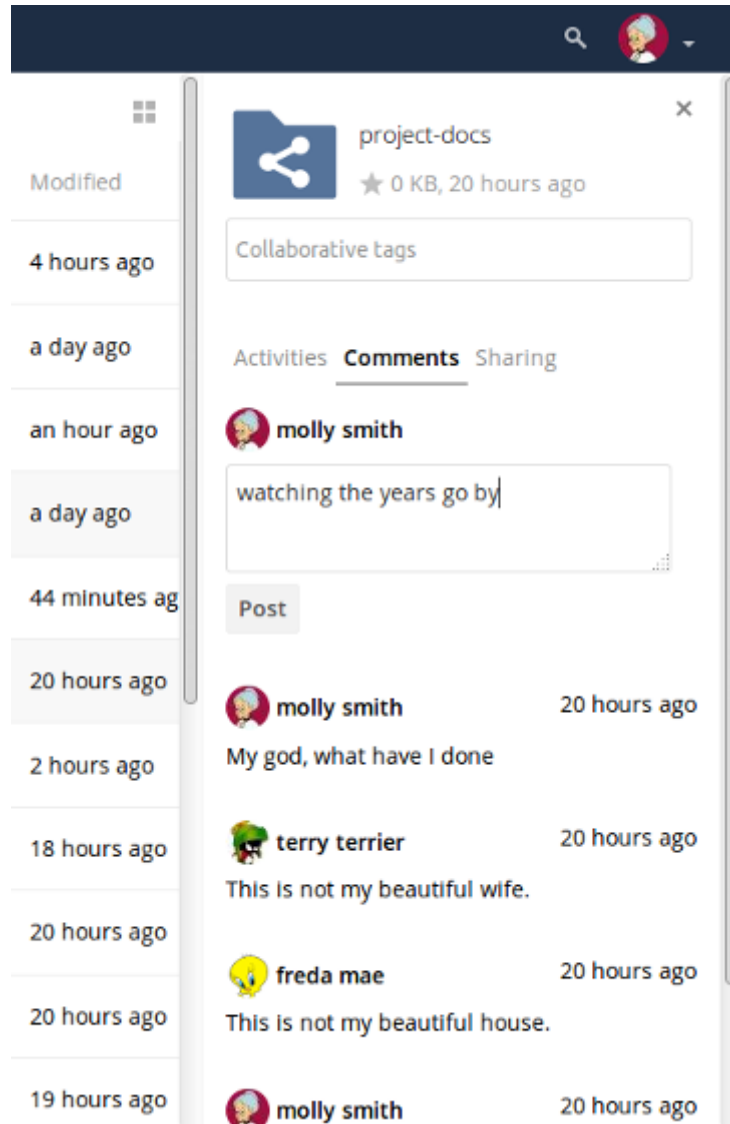 Modified
4 hours ago
a day ago
an hour ago
a day ago
44 minutes ag
20 hours ago
2 hours ago
18 hours ago
20 hours ago
20 hours ago
19 hours ago
project-docs
0 KB, 20 hours ago
Collaborative tags
Activities Comments Sharing
molly smith
watching the years go by
Post
molly smith 20 hours ago
My god, what have I done
terry terrier 20 hours ago
This is not my beautiful wife.
freda mae 20 hours ago
This is not my beautiful house.
molly smith 20 hours ago